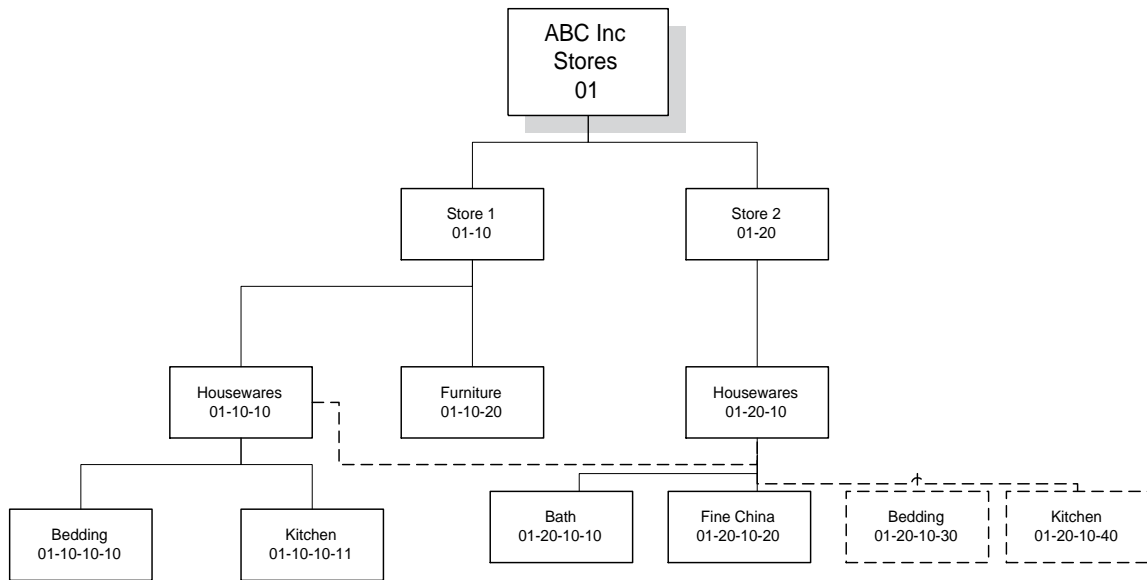 ABC Inc
Stores
01
Store 1
01-10
Store 2
01-20
Housewares
01-10-10
Furniture
01-10-20
Housewares
01-20-10
Bedding
01-10-10-10
Kitchen
01-10-10-11
Bath
01-20-10-10
Fine China
01-20-10-20
Bedding
01-20-10-30
Kitchen
01-20-10-40